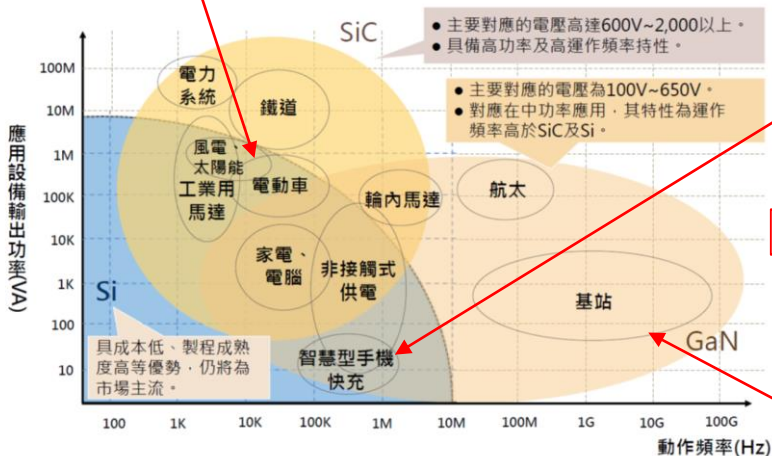 SiC
● 主要對應的電壓高達600V~2,000以上。
● 具備高功率及高運作頻率持性。
● 主要對應的電壓為100V~650V。
● 對應在中功率應用，其特性為運作
頻率高於SiC及Si。
應用設備輸出功率(VA)
100M
10M
1M
100K
10K
1K
100
10
電力
系統
鐵道
風電、
太陽能
工業用
馬達
電動車
輪內馬達
航太
家電、
電腦
非接觸式
供電
基站
Si
GaN
具成本低、製程成熟
度高等優勢，仍將為
市場主流。
智慧型手機
快充
100
1K
10K
100K
1M
10M
100M
1G
10G
100G
動作頻率(Hz)